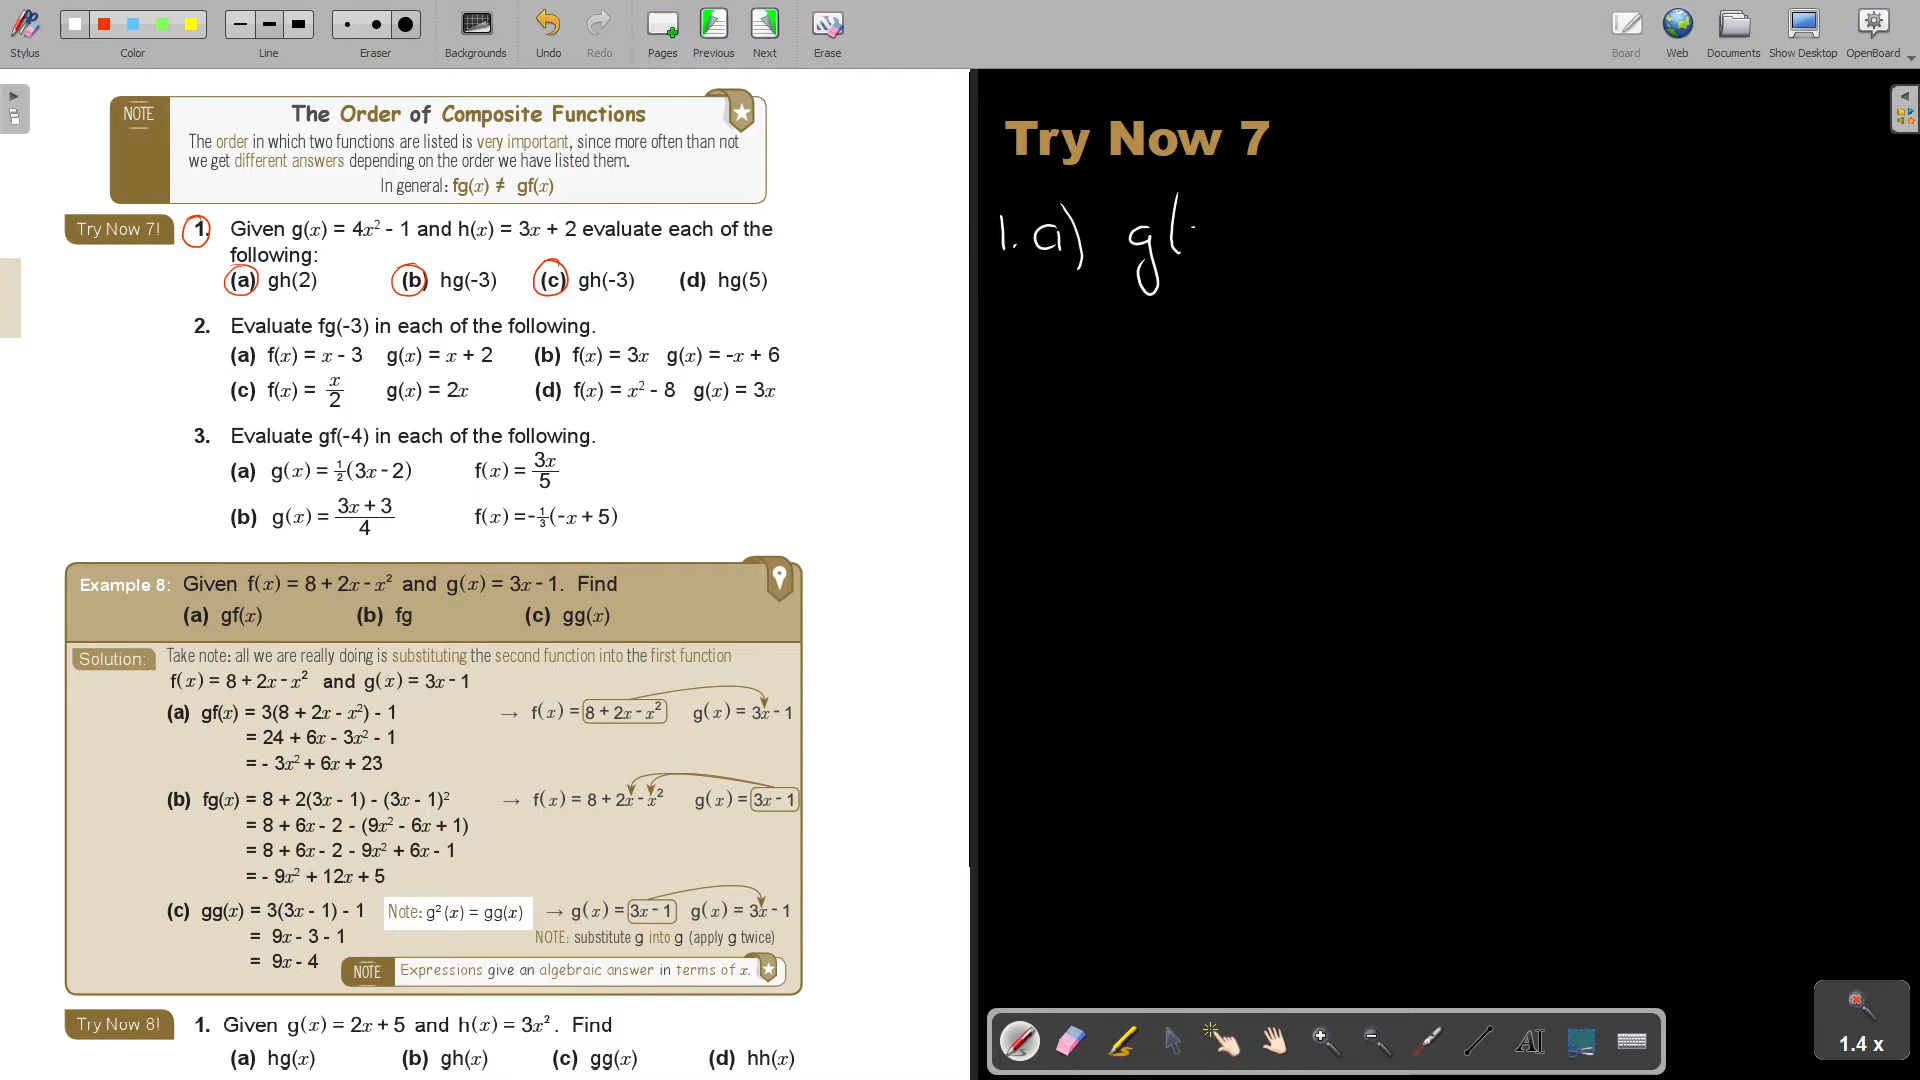 Stylus
Color
Line
Eraser
Backgrounds
Undo
Redo
Pages
Previous
Next
Erase
Board
Web
Documents
Show Desktop
OpenBoard
NOTE
The Order of Composite Functions
The order in which two functions are listed is very important, since more often than not
we get different answers depending on the order we have listed them.
In general: fg(x) ≠ gf(x)
Try Now 7!
1. Given g(x) = 4x² - 1 and h(x) = 3x + 2 evaluate each of the
following:
(a) gh(2) (b) hg(-3) (c) gh(-3) (d) hg(5)
2. Evaluate fg(-3) in each of the following.
(a) f(x) = x - 3 g(x) = x + 2 (b) f(x) = 3x g(x) = -x + 6
(c) f(x) = x/2 g(x) = 2x (d) f(x) = x² - 8 g(x) = 3x
3. Evaluate gf(-4) in each of the following.
(a) g(x) = ½(3x - 2) f(x) = 3x/5
(b) g(x) = (3x + 3)/4 f(x) = -⅓(-x + 5)
Example 8: Given f(x) = 8 + 2x - x² and g(x) = 3x - 1. Find
(a) gf(x) (b) fg (c) gg(x)
Solution: Take note: all we are really doing is substituting the second function into the first function
f(x) = 8 + 2x - x² and g(x) = 3x - 1
(a) gf(x) = 3(8 + 2x - x²) - 1 → f(x) = 8 + 2x - x² g(x) = 3x - 1
= 24 + 6x - 3x² - 1
= - 3x² + 6x + 23
(b) fg(x) = 8 + 2(3x - 1) - (3x - 1)² → f(x) = 8 + 2x - x² g(x) = 3x - 1
= 8 + 6x - 2 - (9x² - 6x + 1)
= 8 + 6x - 2 - 9x² + 6x - 1
= - 9x² + 12x + 5
(c) gg(x) = 3(3x - 1) - 1 Note: g²(x) = gg(x) → g(x) = 3x - 1 g(x) = 3x - 1
= 9x - 3 - 1 NOTE: substitute g into g (apply g twice)
= 9x - 4
NOTE Expressions give an algebraic answer in terms of x.
Try Now 8! 1. Given g(x) = 2x + 5 and h(x) = 3x². Find
(a) hg(x) (b) gh(x) (c) gg(x) (d) hh(x)
Try Now 7
1. a) g(
AI
1.4 x